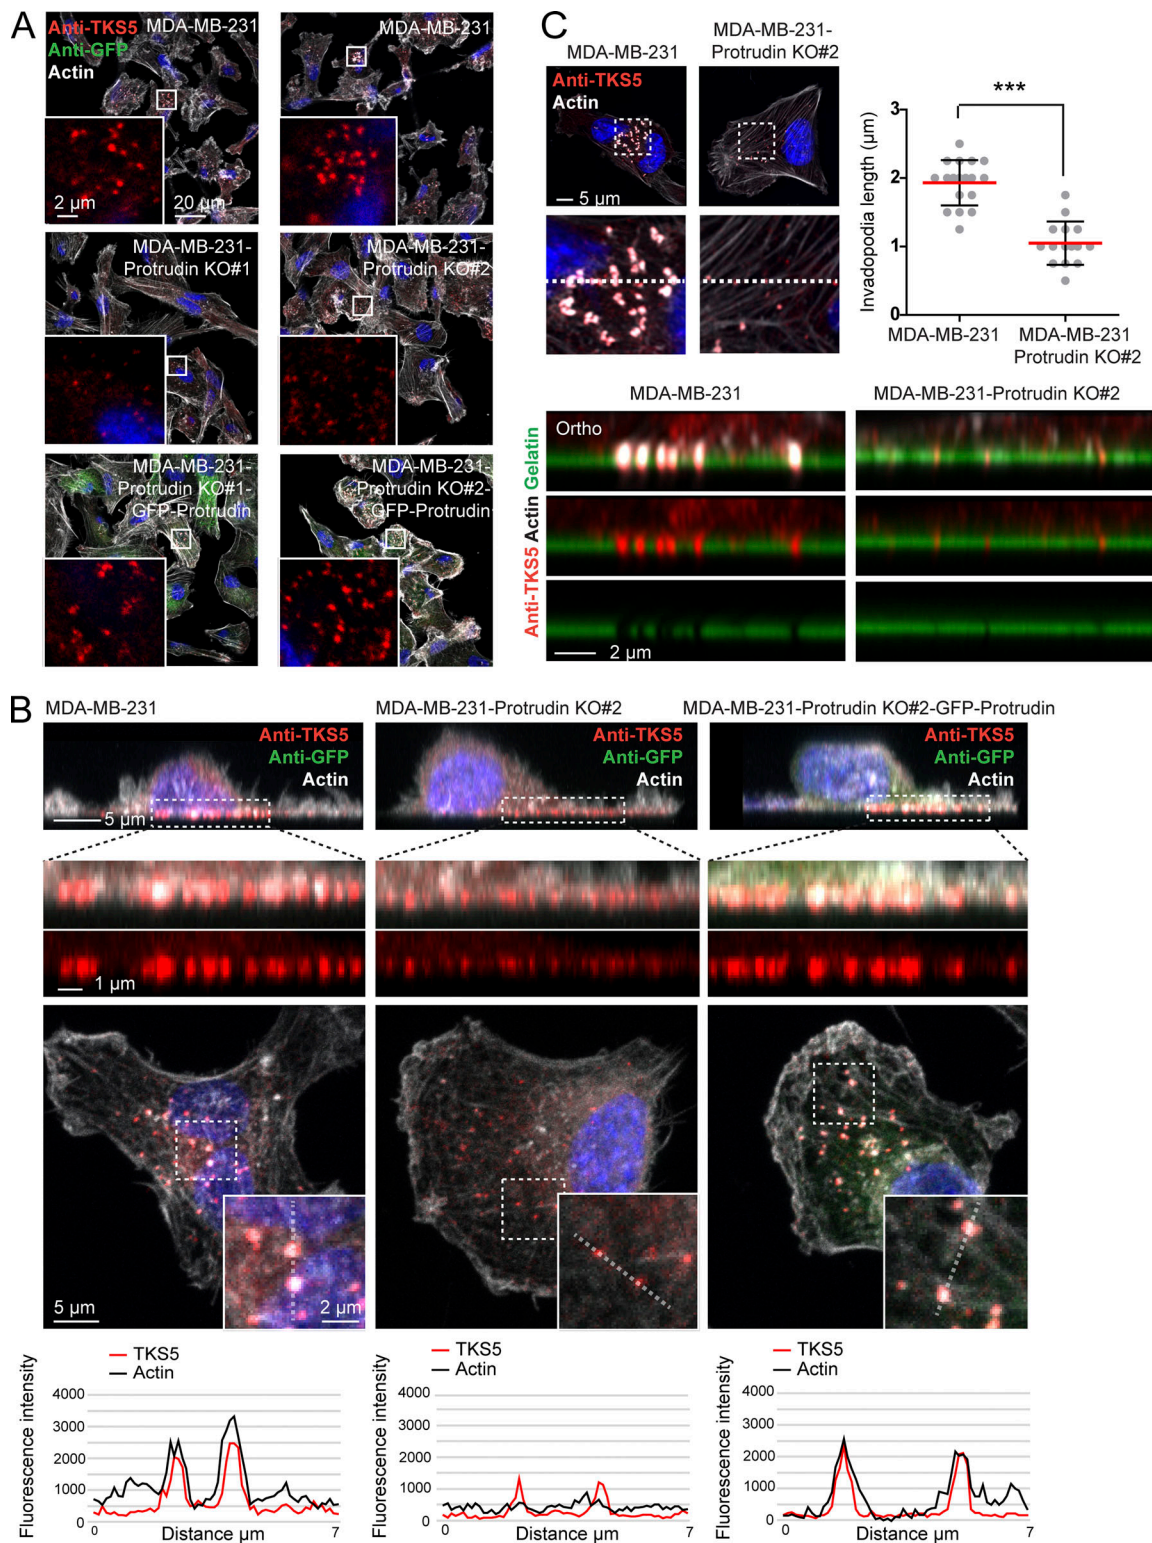 A
Anti-TKS5
Anti-GFP
Actin
MDA-MB-231
2 µm
20 µm
MDA-MB-231
MDA-MB-231-
Protrudin KO#1
MDA-MB-231-
Protrudin KO#2
MDA-MB-231-
Protrudin KO#1-
GFP-Protrudin
MDA-MB-231-
Protrudin KO#2-
GFP-Protrudin
C
MDA-MB-231
MDA-MB-231-
Protrudin KO#2
Anti-TKS5
Actin
5 µm
***
Invadopodia length (µm)
3
2
1
0
MDA-MB-231
MDA-MB-231
Protrudin KO#2
MDA-MB-231
MDA-MB-231-Protrudin KO#2
Anti-TKS5 Actin Gelatin
Ortho
2 µm
B
MDA-MB-231
MDA-MB-231-Protrudin KO#2
MDA-MB-231-Protrudin KO#2-GFP-Protrudin
Anti-TKS5
Anti-GFP
Actin
5 µm
Anti-TKS5
Anti-GFP
Actin
Anti-TKS5
Anti-GFP
Actin
1 µm
5 µm
2 µm
Fluorescence intensity
TKS5
Actin
4000
3000
2000
1000
0
0
Distance µm
7
Fluorescence intensity
TKS5
Actin
4000
3000
2000
1000
0
0
Distance µm
7
Fluorescence intensity
TKS5
Actin
4000
3000
2000
1000
0
0
Distance µm
7